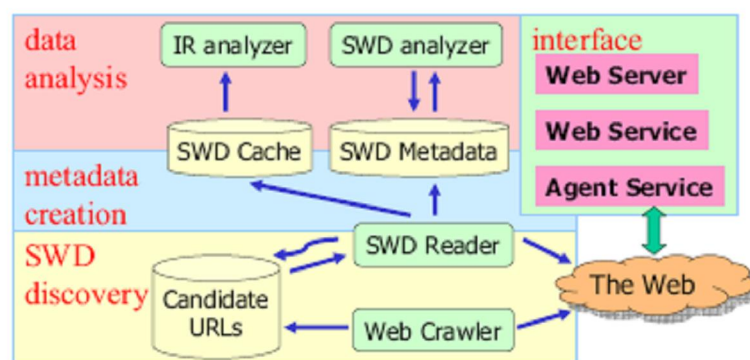 data
analysis
IR analyzer
SWD analyzer
interface
Web Server
Web Service
Agent Service
SWD Cache
SWD Metadata
metadata
creation
SWD
discovery
SWD Reader
Candidate
URLs
Web Crawler
The Web